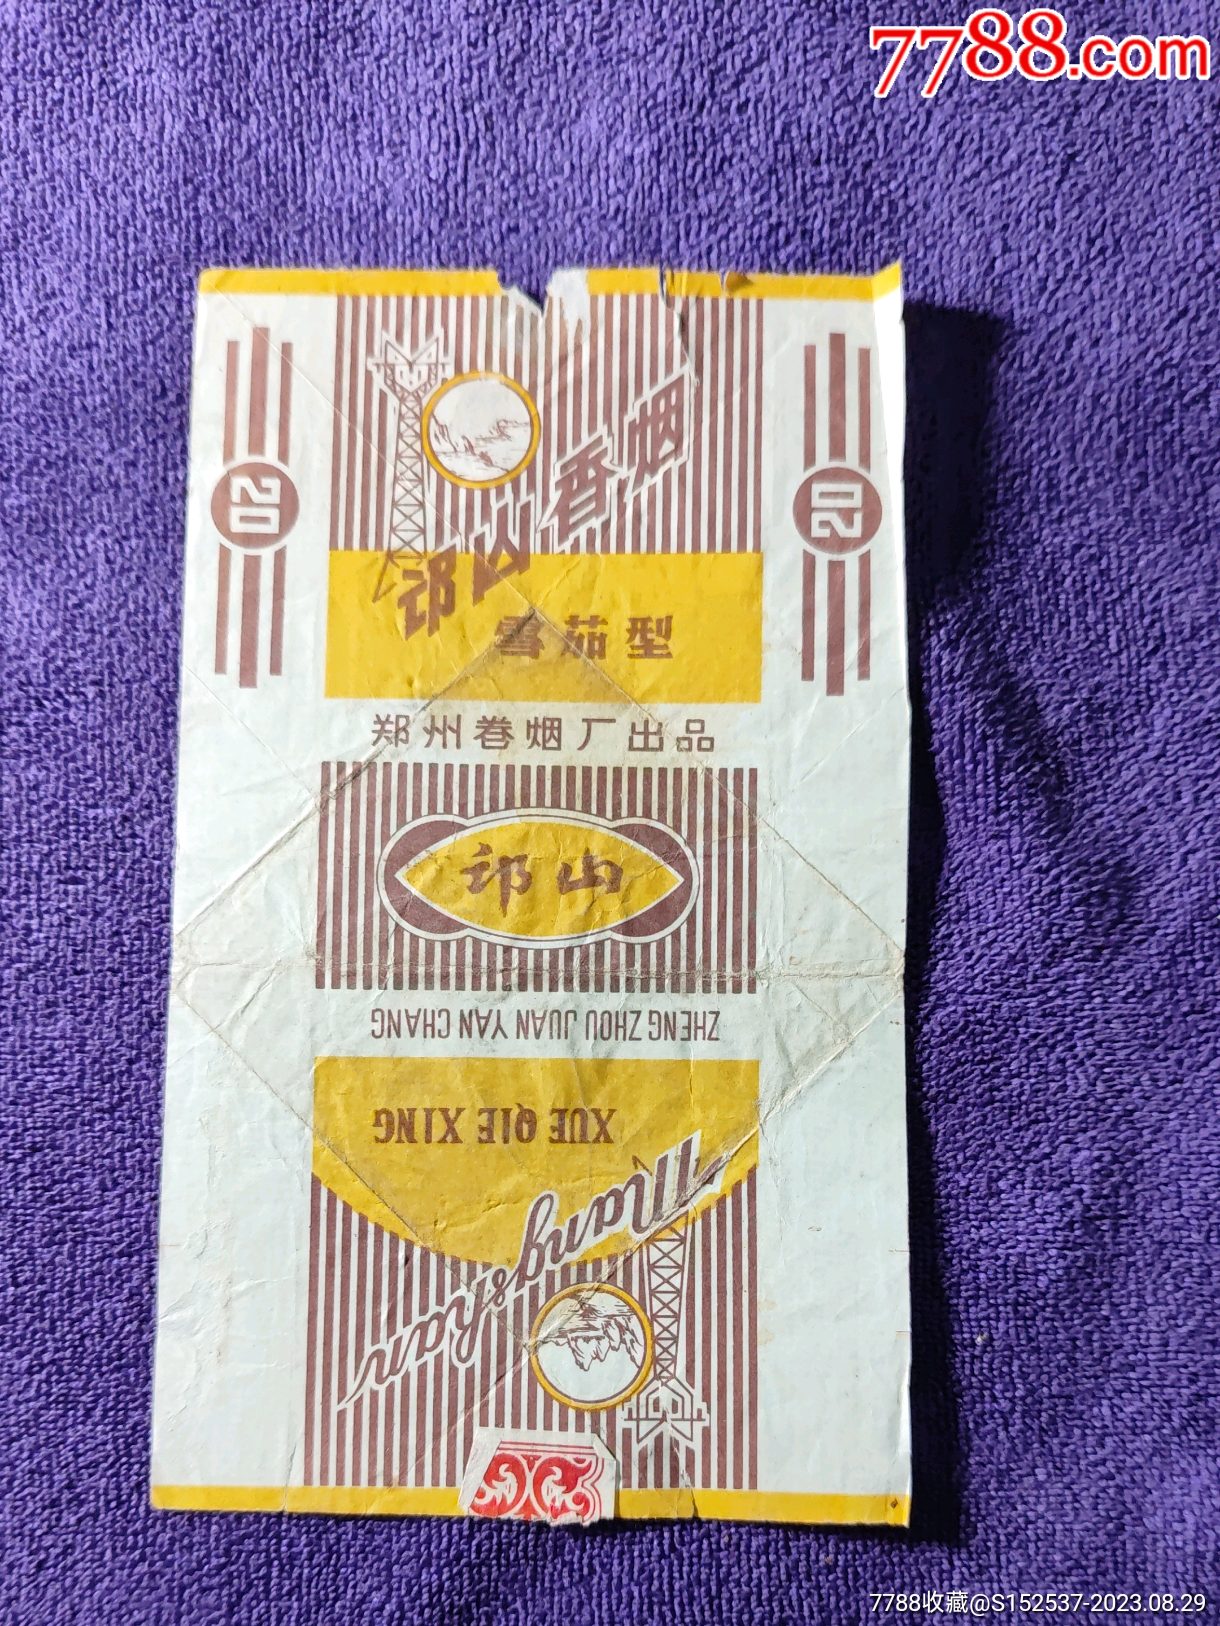 7788.com
邙山香烟
雪茄型
20
20
郑州卷烟厂出品
邙山
ZHENG ZHOU JUAN YAN CHANG
XUE QIE XING
Mangshan
7788收藏@S152537-2023.08.29